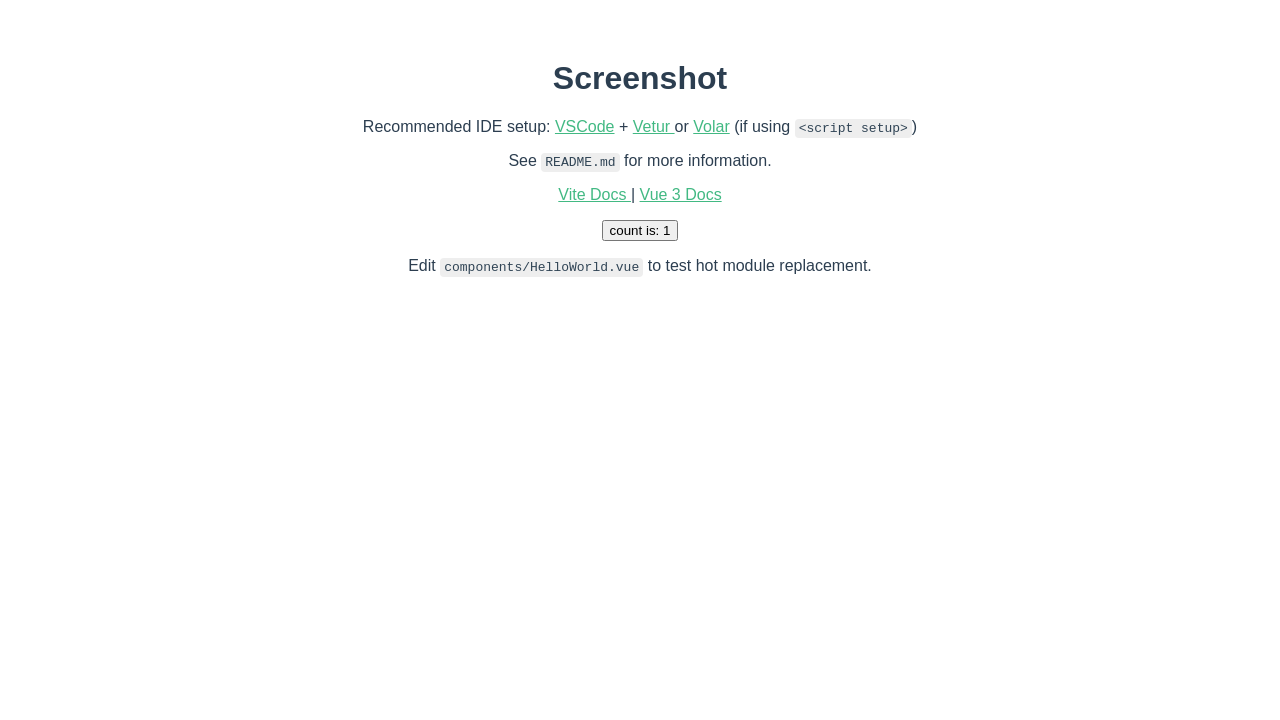 Screenshot
Recommended IDE setup: VSCode + Vetur or Volar (if using <script setup>)
See README.md for more information.
Vite Docs | Vue 3 Docs
count is: 1
Edit components/HelloWorld.vue to test hot module replacement.